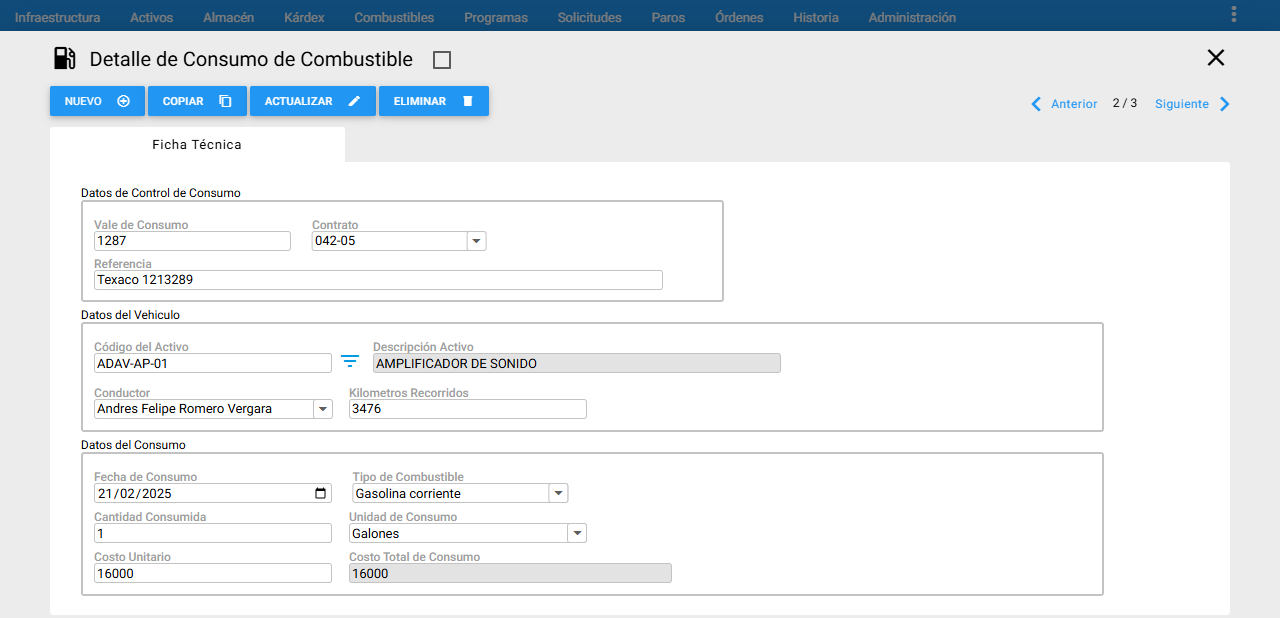 Infraestructura Activos Almacén Kárdex Combustibles Programas Solicitudes Paros Órdenes Historia Administración
Detalle de Consumo de Combustible
NUEVO COPIAR ACTUALIZAR ELIMINAR
Anterior 2 / 3 Siguiente
Ficha Técnica
Datos de Control de Consumo
Vale de Consumo Contrato
1287 042-05
Referencia
Texaco 1213289
Datos del Vehiculo
Código del Activo Descripción Activo
ADAV-AP-01 AMPLIFICADOR DE SONIDO
Conductor Kilometros Recorridos
Andres Felipe Romero Vergara 3476
Datos del Consumo
Fecha de Consumo Tipo de Combustible
21/02/2025 Gasolina corriente
Cantidad Consumida Unidad de Consumo
1 Galones
Costo Unitario Costo Total de Consumo
16000 16000